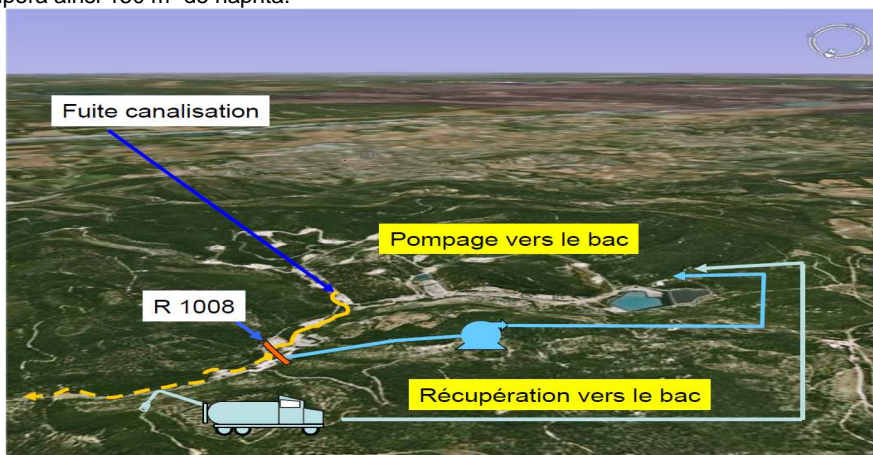 Fuite canalisation
Pompage vers le bac
R 1008
Récupération vers le bac